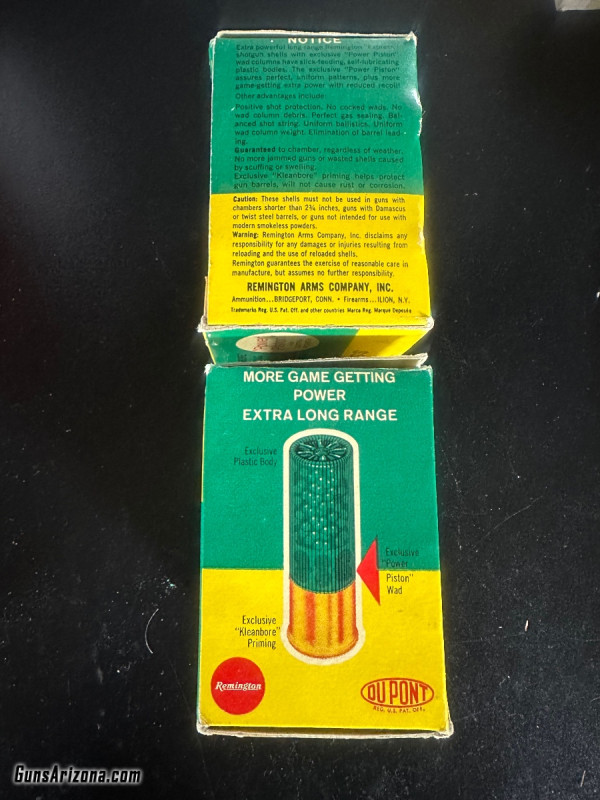 NOTICE
Extra powerful long range Remington "Extern"
shotgun shells with exclusive "Power Piston"
wad columns have slick-feeding, self-lubricating
plastic bodies. The exclusive "Power Piston"
assures perfect, uniform patterns, plus more
game-getting extra power with reduced recoil.
Other advantages include:
Positive shot protection. No cocked wads. No
wad column debris. Perfect gas sealing. Bal-
anced shot string. Uniform ballistics. Uniform
wad column weight. Elimination of barrel lead-
ing.
Guaranteed to chamber, regardless of weather.
No more jammed guns or wasted shells caused
by scuffing or swelling.
Exclusive "Kleanbore" priming helps protect
gun barrels, will not cause rust or corrosion.
Caution: These shells must not be used in guns with
chambers shorter than 2¾ inches, guns with Damascus
or twist steel barrels, or guns not intended for use with
modern smokeless powders.
Warning: Remington Arms Company, Inc. disclaims any
responsibility for any damages or injuries resulting from
reloading and the use of reloaded shells.
Remington guarantees the exercise of reasonable care in
manufacture, but assumes no further responsibility.
REMINGTON ARMS COMPANY, INC.
Ammunition...BRIDGEPORT, CONN. • Firearms...ILION, N.Y.
Trademarks Reg. U.S. Pat. Off. and other countries Marca Reg. Marque Deposée
MORE GAME GETTING
POWER
EXTRA LONG RANGE
Exclusive
Plastic Body
Exclusive
"Power
Piston"
Wad
Exclusive
"Kleanbore"
Priming
Remington
DU PONT
REG. U.S. PAT. OFF.
GunsArizona.com